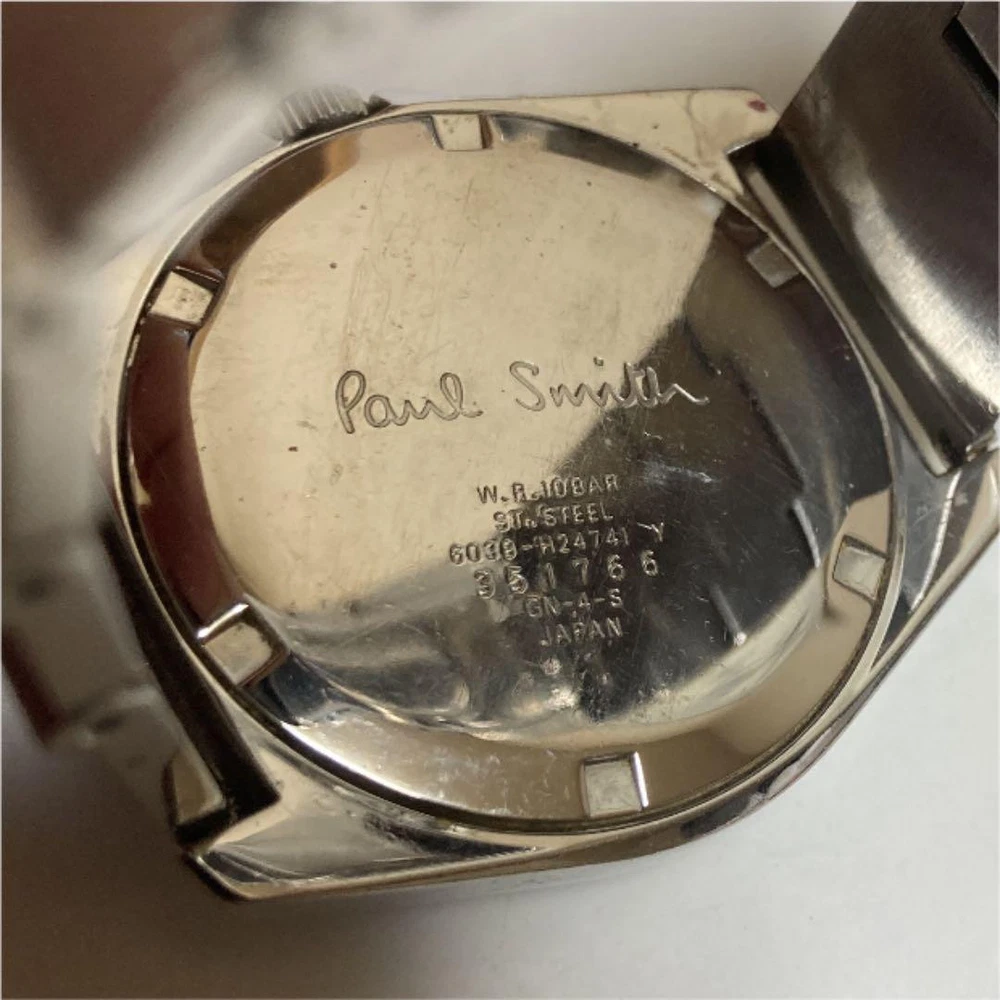 Paul Smith
W.R.10BAR
ST.STEEL
6038-H24741 Y
351766
GN-4-S
JAPAN